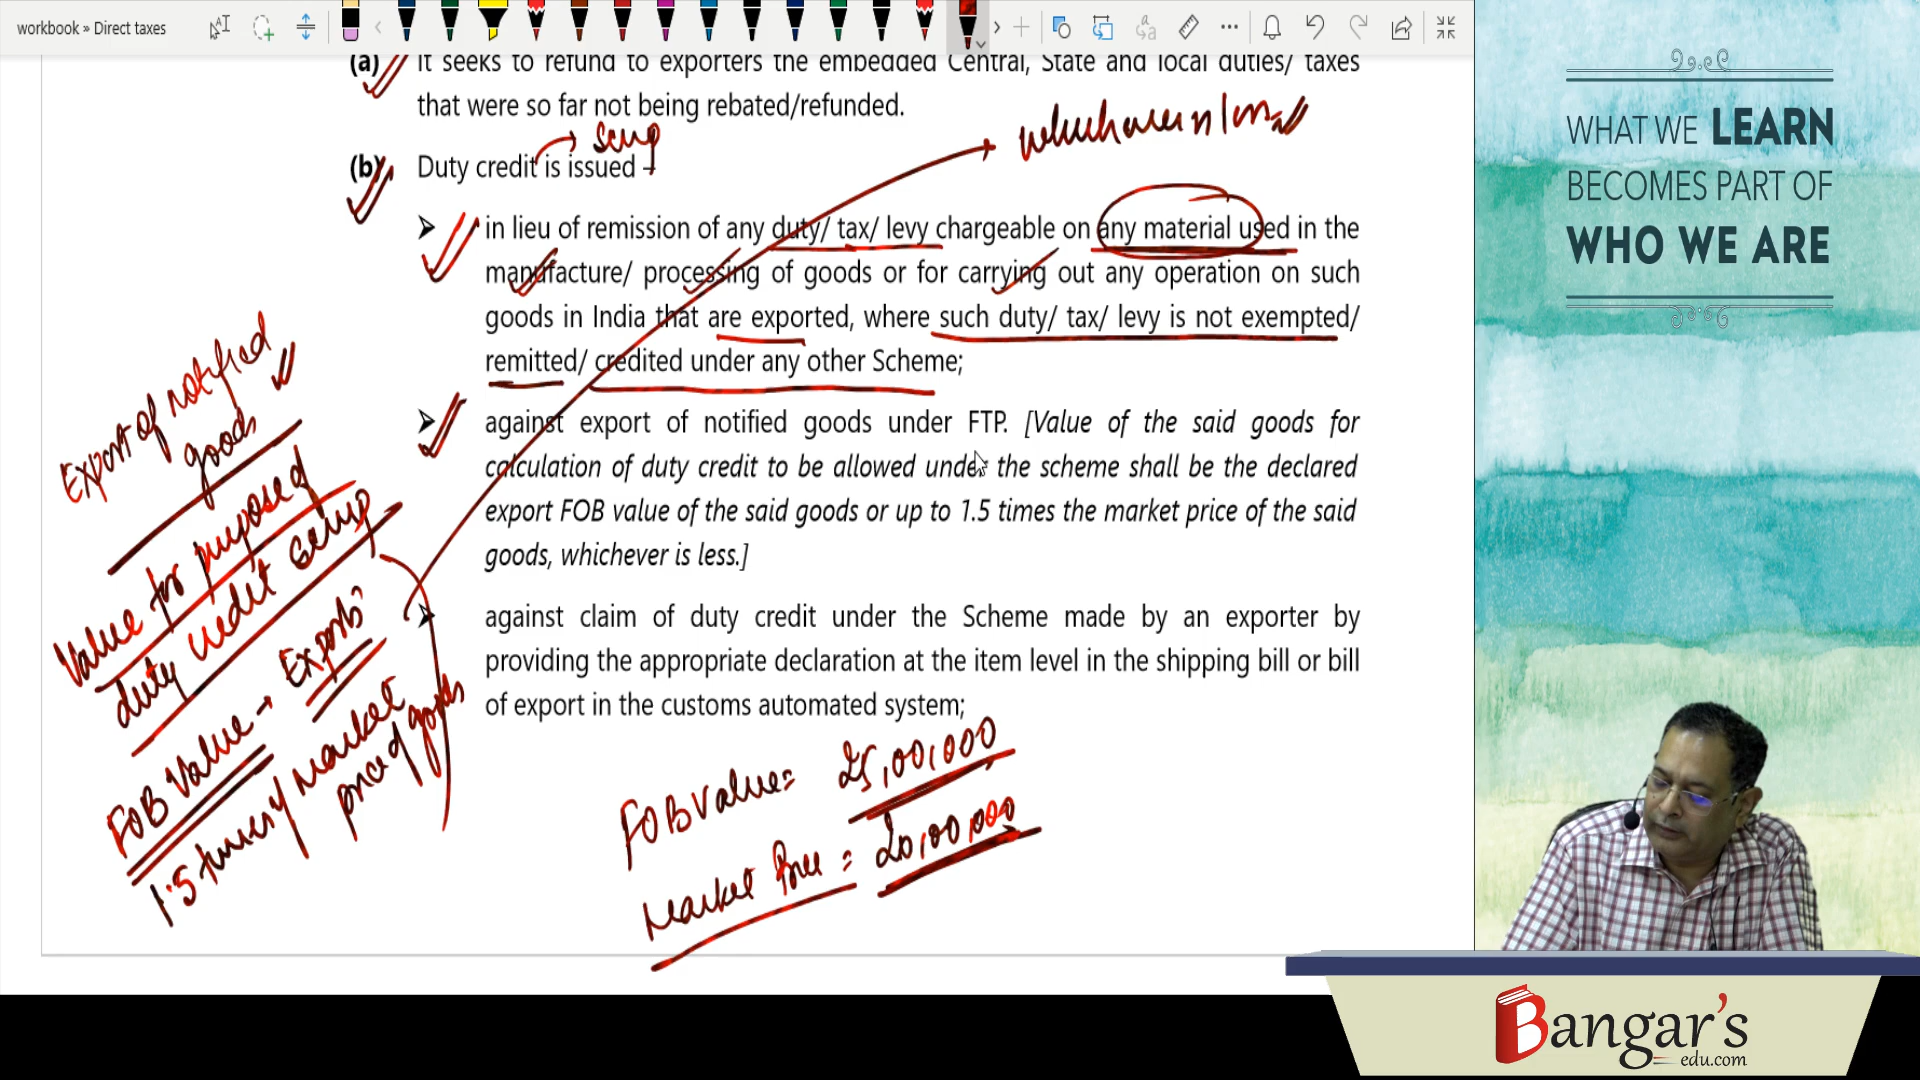 workbook » Direct taxes
(a) It seeks to refund to exporters the embedded Central, State and local duties/ taxes
that were so far not being rebated/refunded.
scrip
(b) Duty credit is issued –
➢ in lieu of remission of any duty/ tax/ levy chargeable on any material used in the
manufacture/ processing of goods or for carrying out any operation on such
goods in India that are exported, where such duty/ tax/ levy is not exempted/
remitted/ credited under any other Scheme;
➢ against export of notified goods under FTP. [Value of the said goods for
calculation of duty credit to be allowed under the scheme shall be the declared
export FOB value of the said goods or up to 1.5 times the market price of the said
goods, whichever is less.]
➢ against claim of duty credit under the Scheme made by an exporter by
providing the appropriate declaration at the item level in the shipping bill or bill
of export in the customs automated system;
Export of notified
goods
Value for purpose of
duty credit scrip
FOB Value → Exports
1.5 times of Market
price of goods
FOB Value = 25,00,000
Market Price = 20,00,000
WHAT WE LEARN
BECOMES PART OF
WHO WE ARE
Bangar's
edu.com